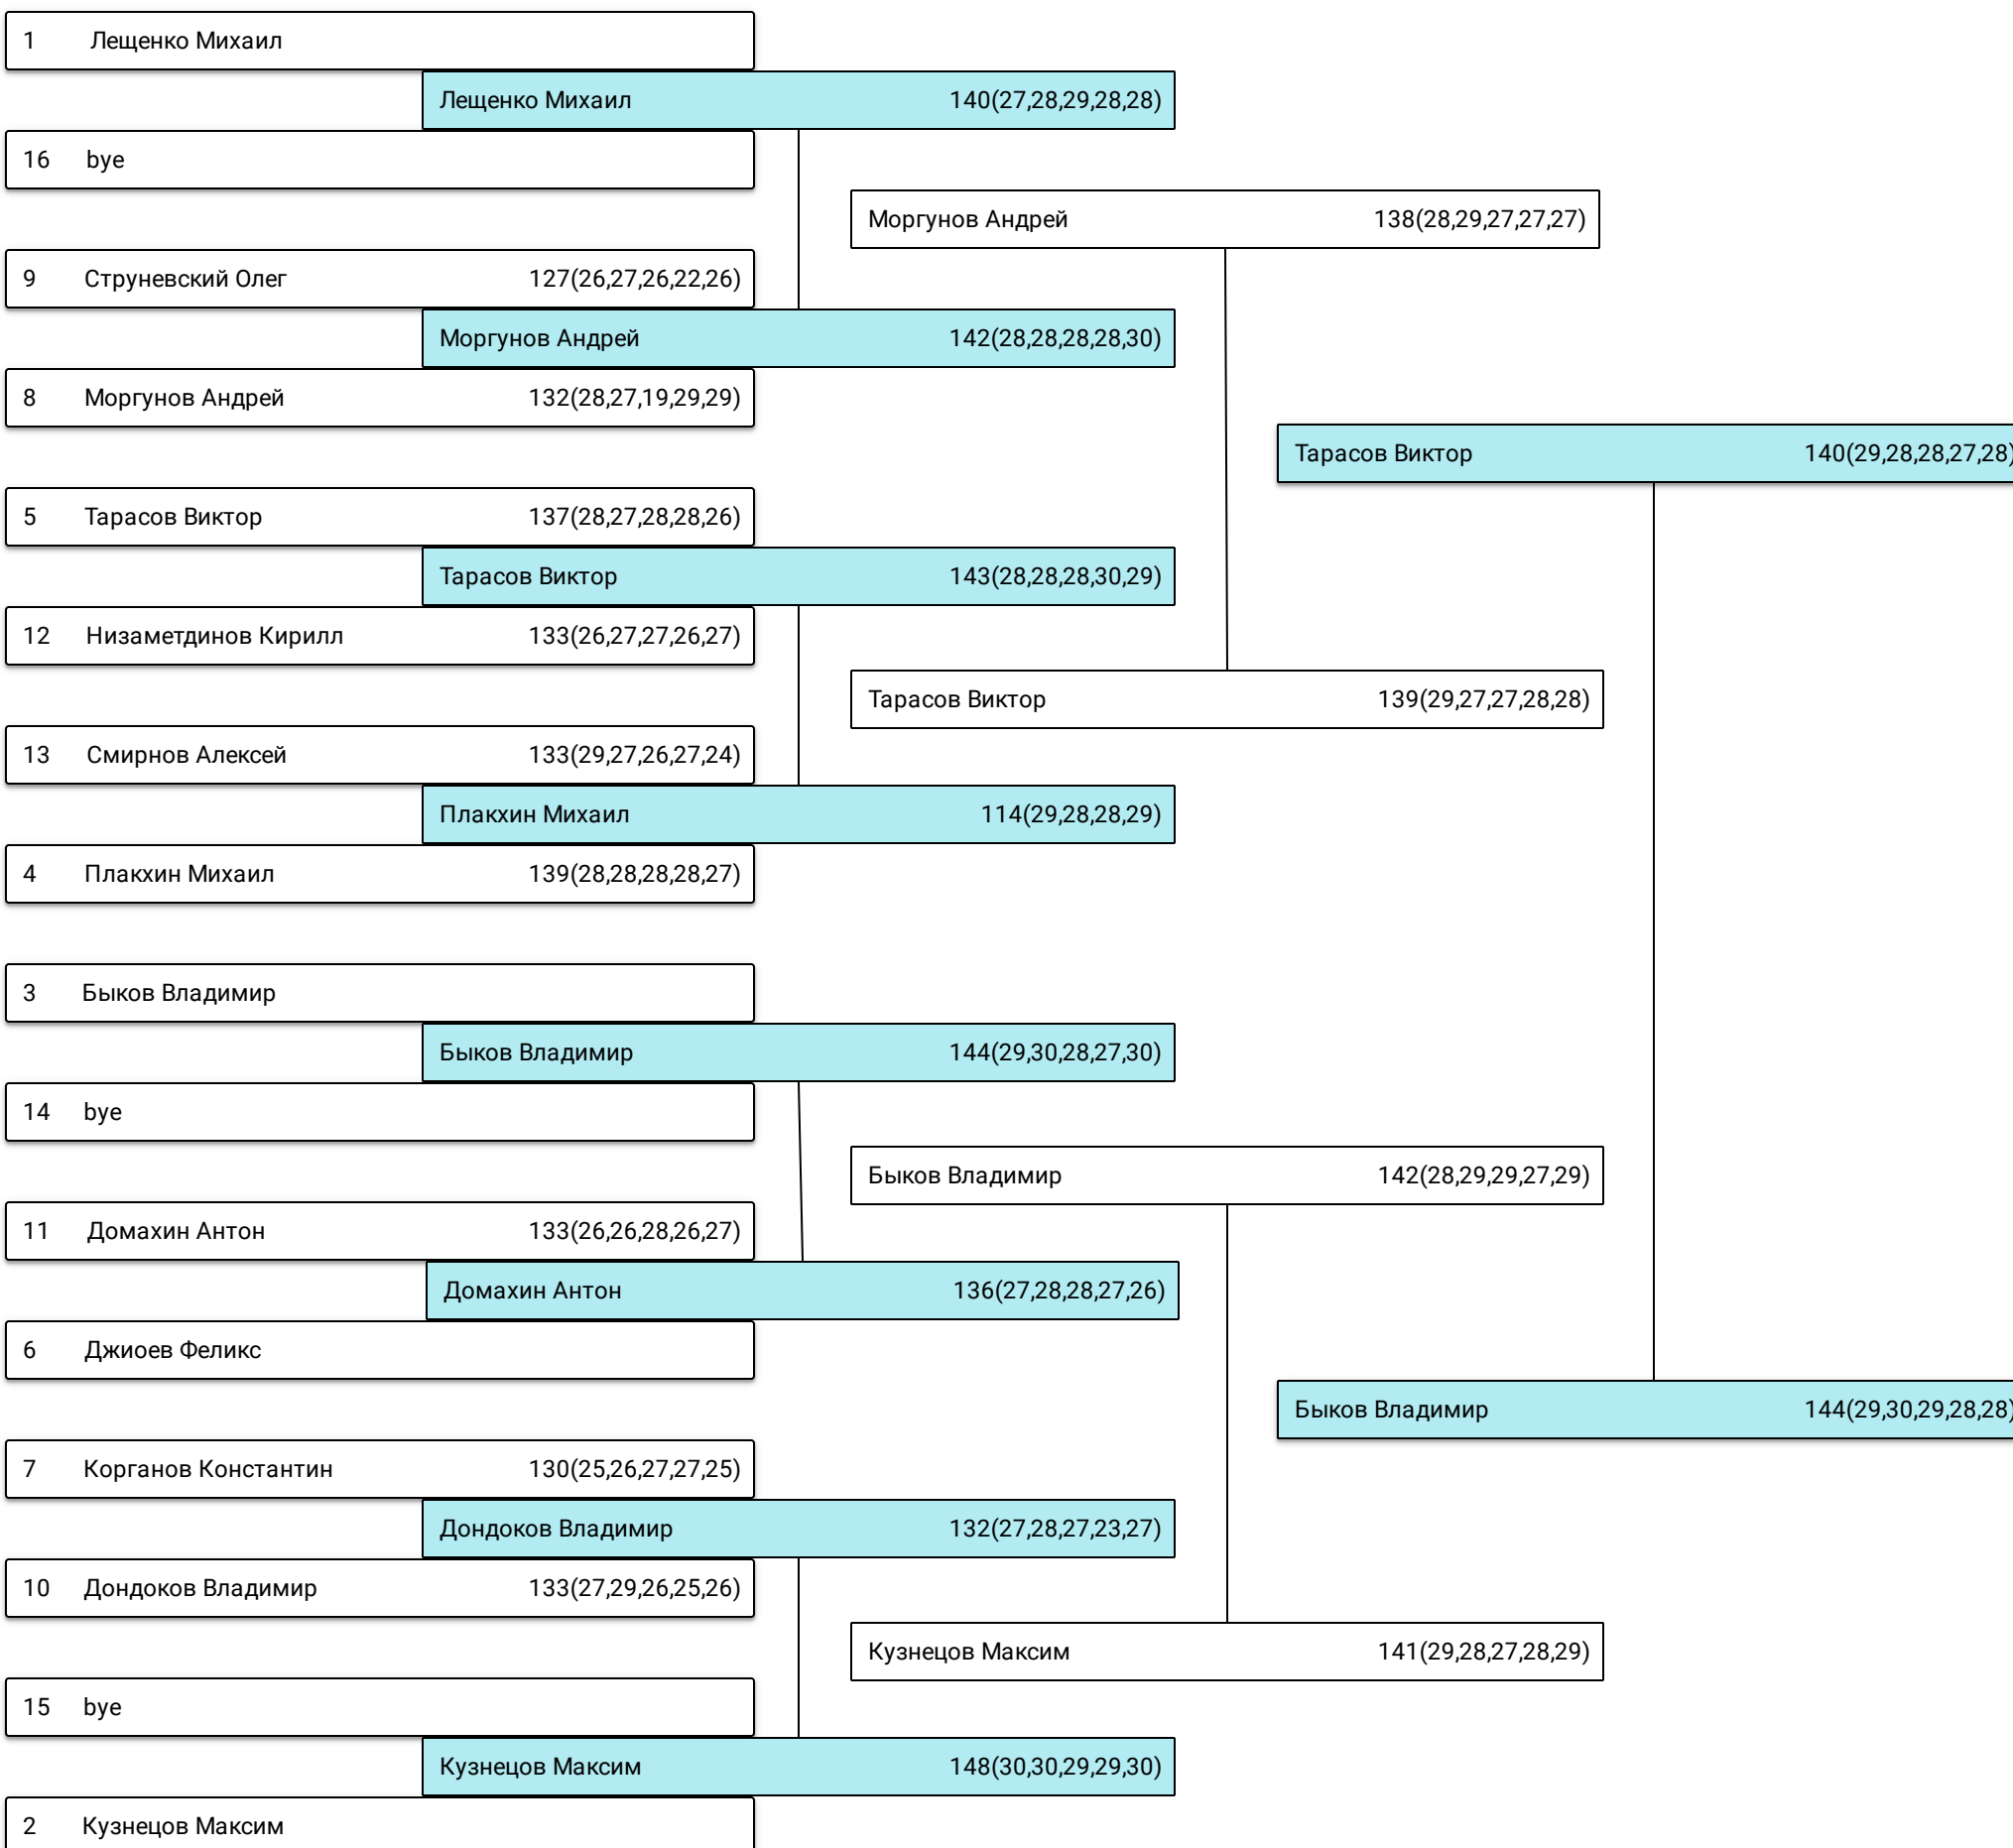 1 Лещенко Михаил
Лещенко Михаил 140(27,28,29,28,28)
16 bye
Моргунов Андрей 138(28,29,27,27,27)
9 Струневский Олег 127(26,27,26,22,26)
Моргунов Андрей 142(28,28,28,28,30)
8 Моргунов Андрей 132(28,27,19,29,29)
Тарасов Виктор 140(29,28,28,27,28)
5 Тарасов Виктор 137(28,27,28,28,26)
Тарасов Виктор 143(28,28,28,30,29)
12 Низаметдинов Кирилл 133(26,27,27,26,27)
Тарасов Виктор 139(29,27,27,28,28)
13 Смирнов Алексей 133(29,27,26,27,24)
Плакхин Михаил 114(29,28,28,29)
4 Плакхин Михаил 139(28,28,28,28,27)
3 Быков Владимир
Быков Владимир 144(29,30,28,27,30)
14 bye
Быков Владимир 142(28,29,29,27,29)
11 Домахин Антон 133(26,26,28,26,27)
Домахин Антон 136(27,28,28,27,26)
6 Джиоев Феликс
Быков Владимир 144(29,30,29,28,28)
7 Корганов Константин 130(25,26,27,27,25)
Дондоков Владимир 132(27,28,27,23,27)
10 Дондоков Владимир 133(27,29,26,25,26)
Кузнецов Максим 141(29,28,27,28,29)
15 bye
Кузнецов Максим 148(30,30,29,29,30)
2 Кузнецов Максим